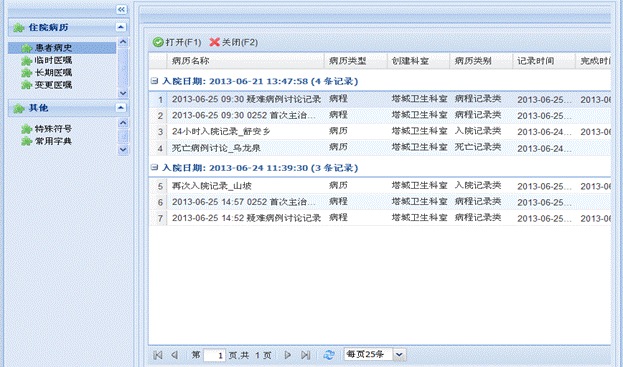 住院病历
患者病史
临时医嘱
长期医嘱
变更医嘱
其他
特殊符号
常用字典
打开(F1) 关闭(F2)
病历名称 病历类型 创建科室 病历类别 记录时间 完成时间
入院日期: 2013-06-21 13:47:58 (4 条记录)
1 2013-06-25 09:30 疑难病例讨论记录 病程 塔城卫生科室 病程记录类 2013-06-25... 2013-06
2 2013-06-25 09:30 0252 首次主治... 病程 塔城卫生科室 病程记录类 2013-06-25...
3 24小时入院记录_舒安乡 病历 塔城卫生科室 入院记录类 2013-06-24... 2013-06
4 死亡病例讨论_乌龙泉 病历 塔城卫生科室 死亡记录类 2013-06-24...
入院日期: 2013-06-24 11:39:30 (3 条记录)
5 再次入院记录_山坡 病历 塔城卫生科室 入院记录类 2013-06-25... 2013-06
6 2013-06-25 14:57 0252 首次主治... 病程 塔城卫生科室 病程记录类 2013-06-25...
7 2013-06-25 14:52 疑难病例讨论记录 病程 塔城卫生科室 病程记录类 2013-06-25... 2013-06
第 1 页,共 1 页 每页25条